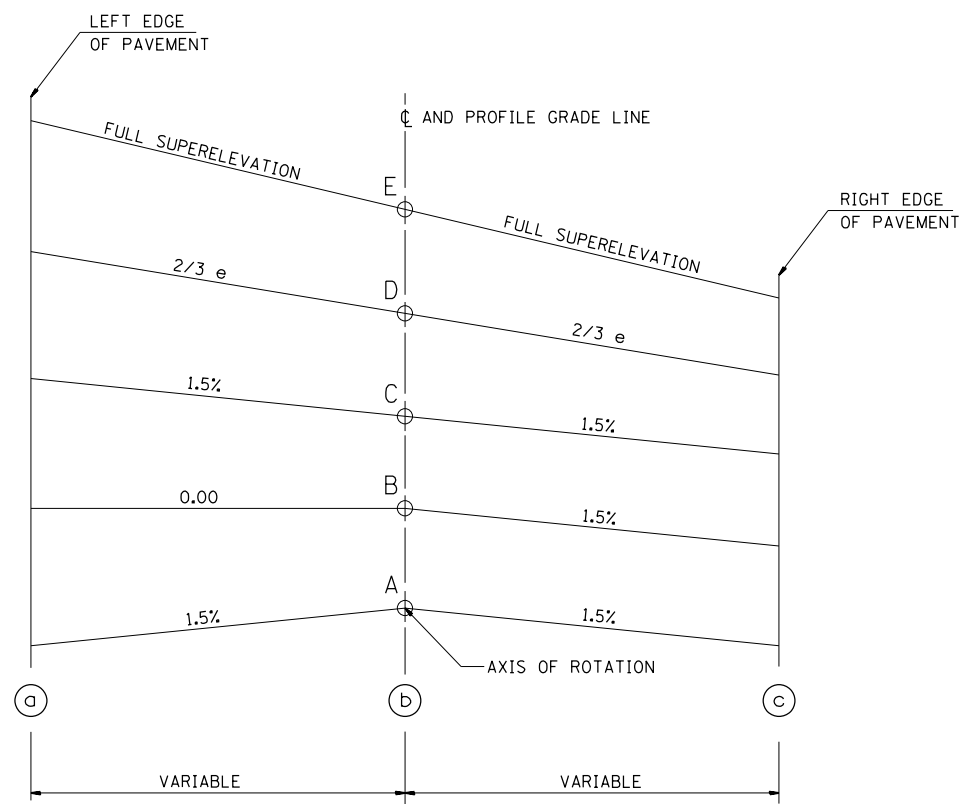 LEFT EDGE
OF PAVEMENT
℄ AND PROFILE GRADE LINE
FULL SUPERELEVATION
E
RIGHT EDGE
OF PAVEMENT
FULL SUPERELEVATION
2/3 e
D
2/3 e
1.5%
C
1.5%
0.00
B
1.5%
A
1.5%
1.5%
AXIS OF ROTATION
a
b
c
VARIABLE
VARIABLE